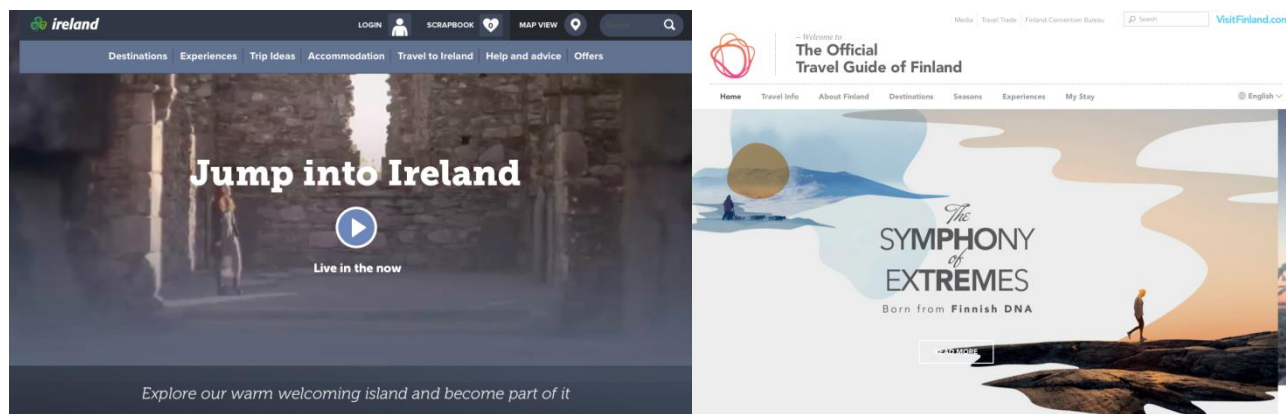 ireland
LOGIN
SCRAPBOOK
0
MAP VIEW
Destinations Experiences Trip Ideas Accommodation Travel to Ireland Help and advice Offers
Jump into Ireland
Live in the now
Explore our warm welcoming island and become part of it
Media Travel Trade Finland Convention Bureau Search VisitFinland.com
– Welcome to
The Official
Travel Guide of Finland
Home Travel Info About Finland Destinations Seasons Experiences My Stay English
The
SYMPHONY
of
EXTREMES
Born from Finnish DNA
READ MORE